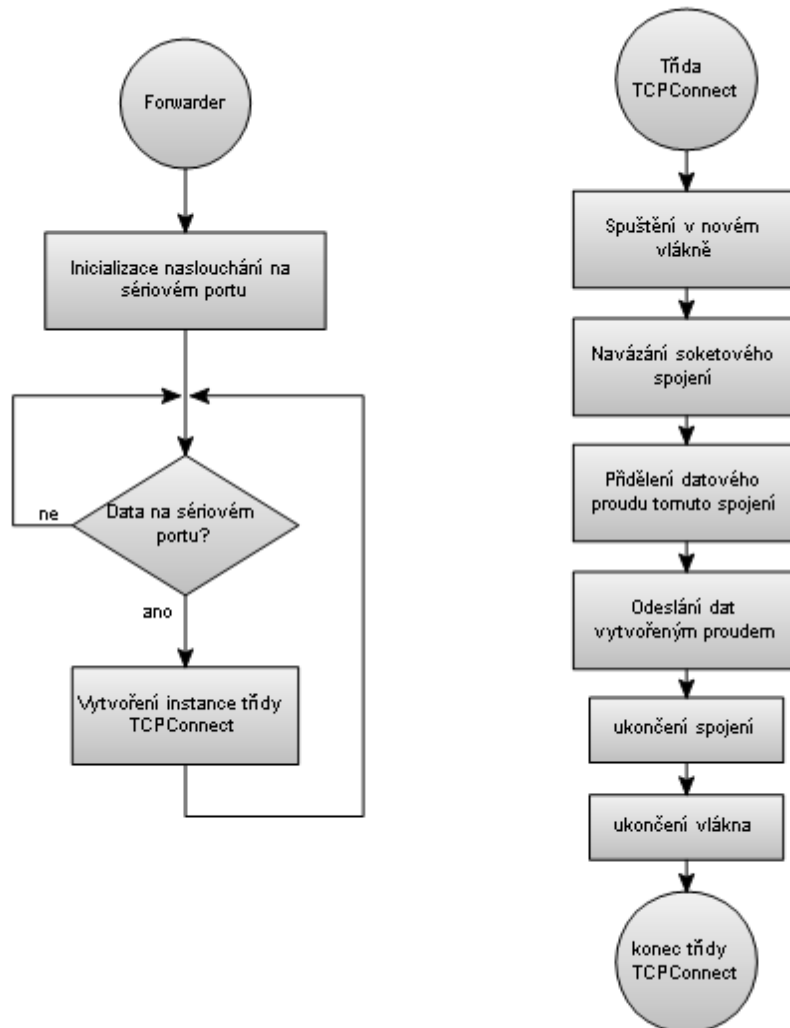 Forwarder
Inicializace naslouchání na
sériovém portu
ne
Data na sériovém
portu?
ano
Vytvoření instance třídy
TCPConnect
Třída
TCPConnect
Spuštění v novém
vlákně
Navázání soketového
spojení
Přidělení datového
proudu tomuto spojení
Odeslání dat
vytvořeným proudem
ukončení spojení
ukončení vlákna
konec třídy
TCPConnect